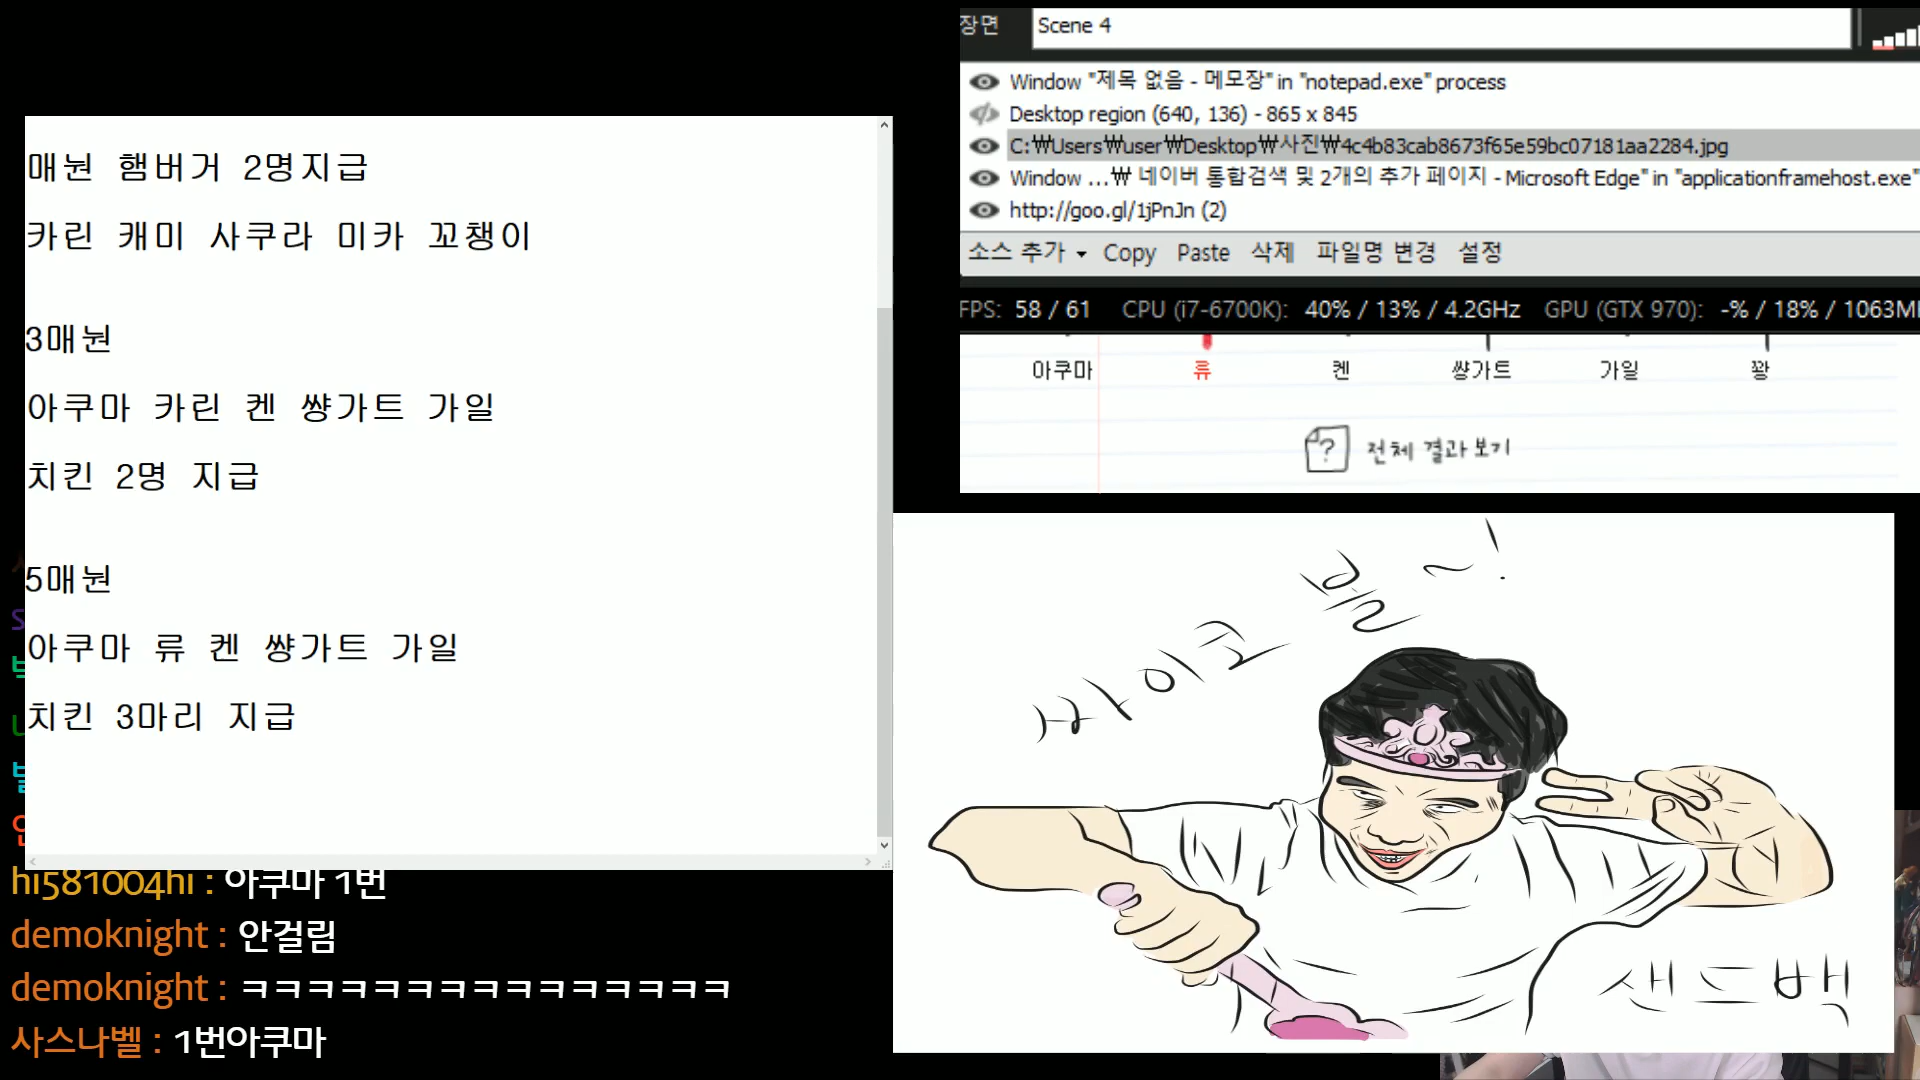 장면 Scene 4
Window "제목 없음 - 메모장" in "notepad.exe" process
Desktop region (640, 136) - 865 x 845
C:₩Users₩user₩Desktop₩사진₩4c4b83cab8673f65e59bc07181aa2284.jpg
Window ...₩ 네이버 통합검색 및 2개의 추가 페이지 - Microsoft Edge" in "applicationframehost.exe"
http://goo.gl/1jPnJn (2)
소스 추가 Copy Paste 삭제 파일명 변경 설정
FPS: 58 / 61 CPU (i7-6700K): 40% / 13% / 4.2GHz GPU (GTX 970): -% / 18% / 1063M
아쿠마 류 켄 쌍가트 가일 꽝
전체 결과 보기
매뉜 햄버거 2명지급
카린 캐미 사쿠라 미카 꼬챙이
3매뉜
아쿠마 카린 켄 썅가트 가일
치킨 2명 지급
5매뉜
아쿠마 류 켄 썅가트 가일
치킨 3마리 지급
싸이코 볼 ~!
샌드백
hi581004hi : 아쿠마 1번
demoknight : 안걸림
demoknight : ㅋㅋㅋㅋㅋㅋㅋㅋㅋㅋㅋㅋㅋㅋㅋ
사스나벨 : 1번아쿠마